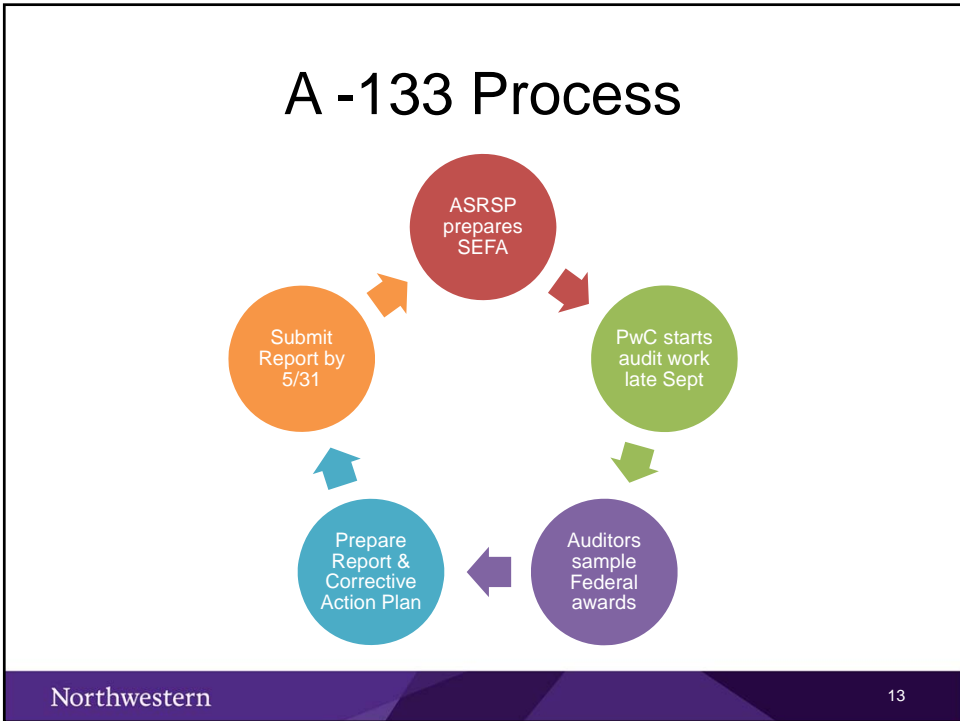 A -133 Process
ASRSP
prepares
SEFA
PwC starts
audit work
late Sept
Auditors
sample
Federal
awards
Prepare
Report &
Corrective
Action Plan
Submit
Report by
5/31
Northwestern
13